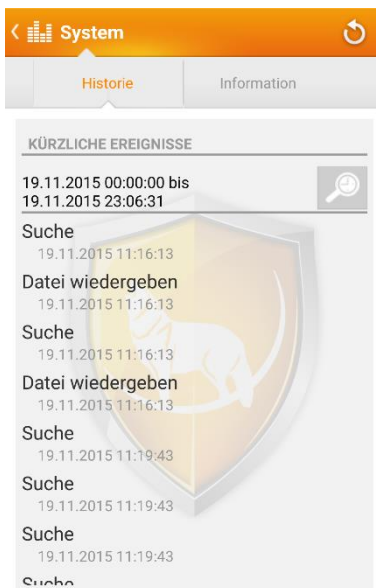 System
Historie
Information
KÜRZLICHE EREIGNISSE
19.11.2015 00:00:00 bis
19.11.2015 23:06:31
Suche
19.11.2015 11:16:13
Datei wiedergeben
19.11.2015 11:16:13
Suche
19.11.2015 11:16:13
Datei wiedergeben
19.11.2015 11:16:13
Suche
19.11.2015 11:19:43
Suche
19.11.2015 11:19:43
Suche
19.11.2015 11:19:43
Suche